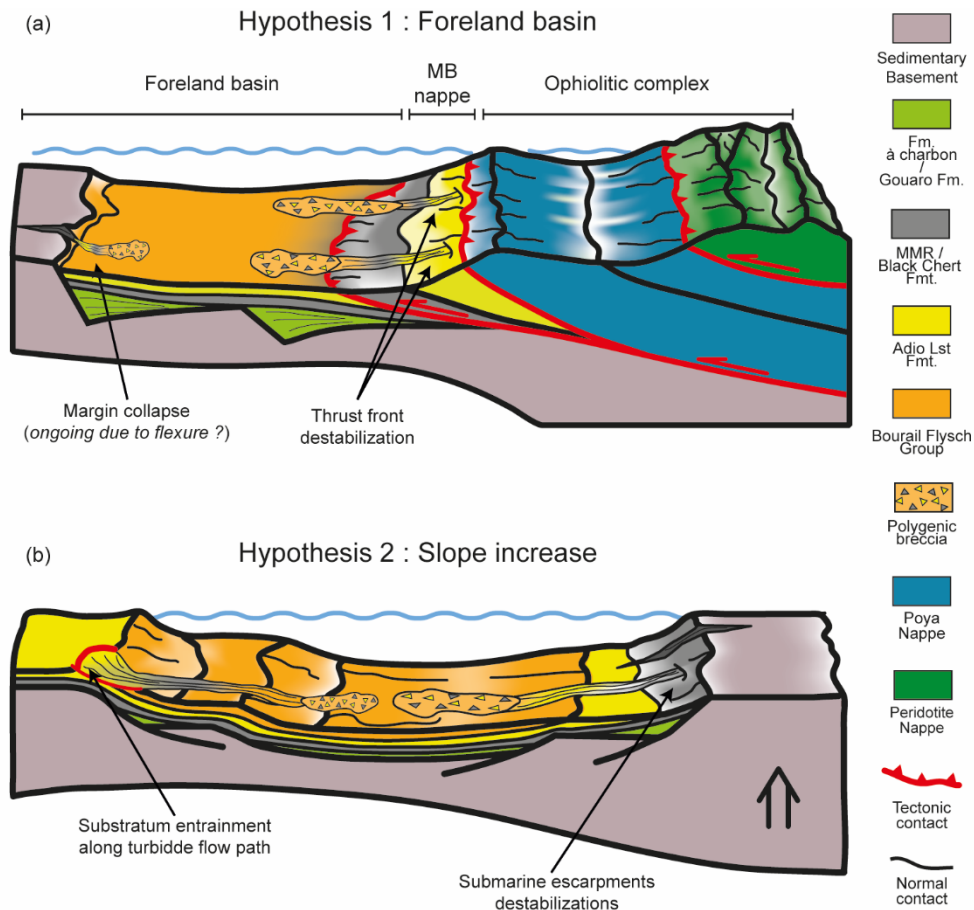 (a)
Hypothesis 1 : Foreland basin
Foreland basin
MB
nappe
Ophiolitic complex
Margin collapse
(ongoing due to flexure ?)
Thrust front
destabilization
(b)
Hypothesis 2 : Slope increase
Substratum entrainment
along turbidde flow path
Submarine escarpments
destabilizations
Sedimentary
Basement
Fm.
à charbon
/
Gouaro Fm.
MMR /
Black Chert
Fmt.
Adio Lst
Fmt.
Bourail Flysch
Group
Polygenic
breccia
Poya
Nappe
Peridotite
Nappe
Tectonic
contact
Normal
contact